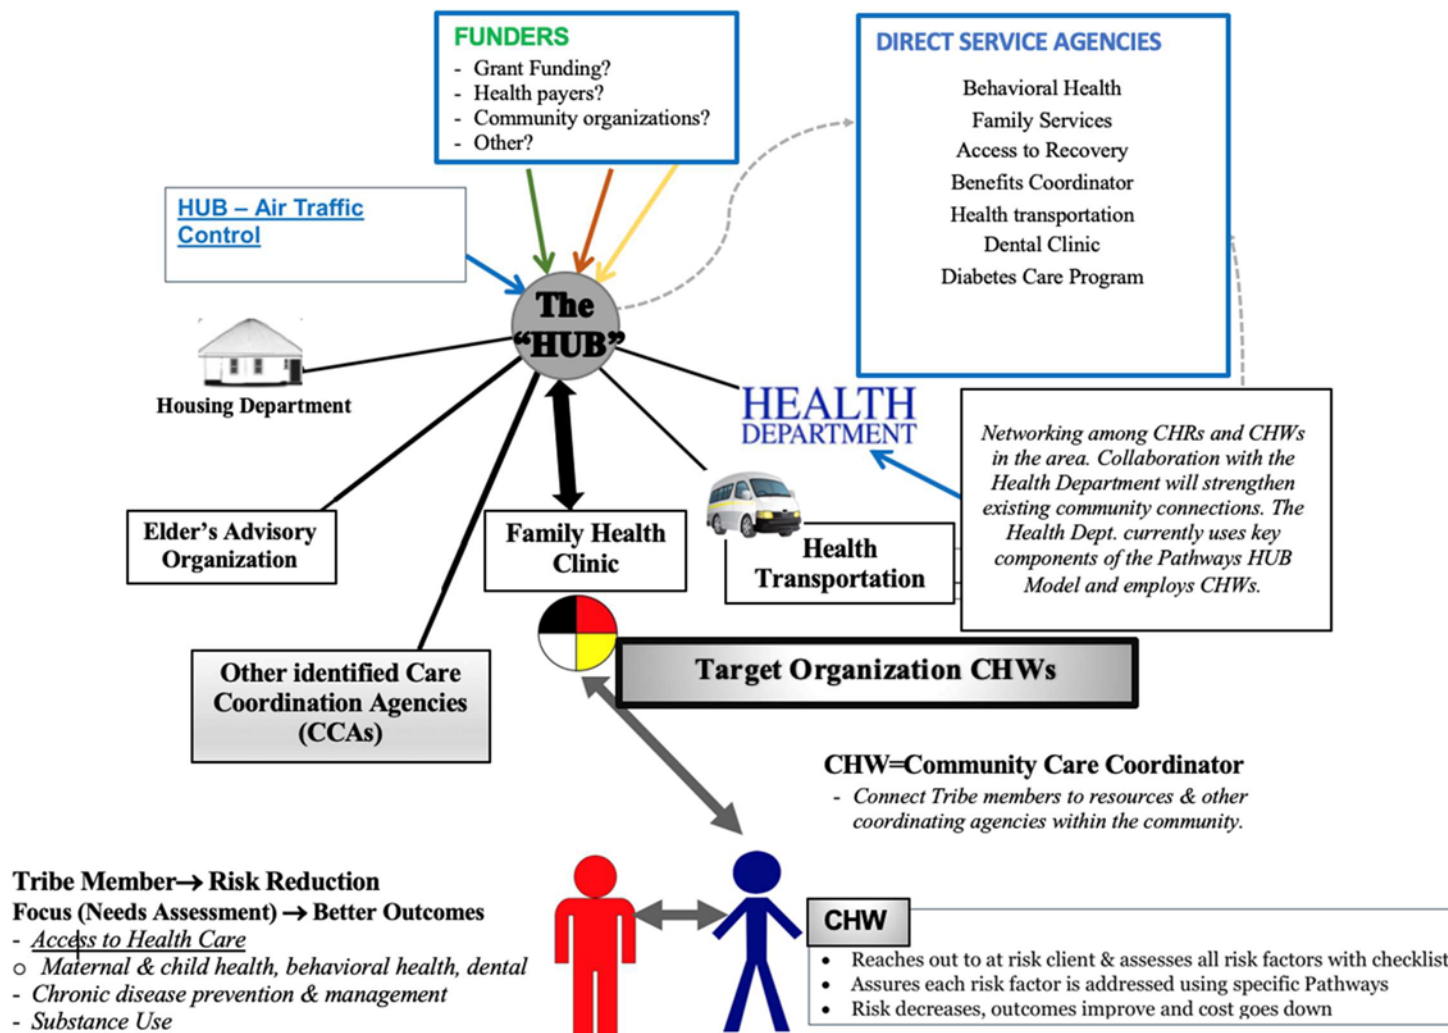 FUNDERS
- Grant Funding?
- Health payers?
- Community organizations?
- Other?
DIRECT SERVICE AGENCIES
Behavioral Health
Family Services
Access to Recovery
Benefits Coordinator
Health transportation
Dental Clinic
Diabetes Care Program
HUB – Air Traffic
Control
The
“HUB”
Housing Department
HEALTH
DEPARTMENT
Networking among CHRs and CHWs
in the area. Collaboration with the
Health Department will strengthen
existing community connections. The
Health Dept. currently uses key
components of the Pathways HUB
Model and employs CHWs.
Elder’s Advisory
Organization
Family Health
Clinic
Health
Transportation
Other identified Care
Coordination Agencies
(CCAs)
Target Organization CHWs
CHW=Community Care Coordinator
- Connect Tribe members to resources & other
coordinating agencies within the community.
Tribe Member→ Risk Reduction
Focus (Needs Assessment) → Better Outcomes
- Access to Health Care
o Maternal & child health, behavioral health, dental
- Chronic disease prevention & management
- Substance Use
CHW
• Reaches out to at risk client & assesses all risk factors with checklist
• Assures each risk factor is addressed using specific Pathways
• Risk decreases, outcomes improve and cost goes down